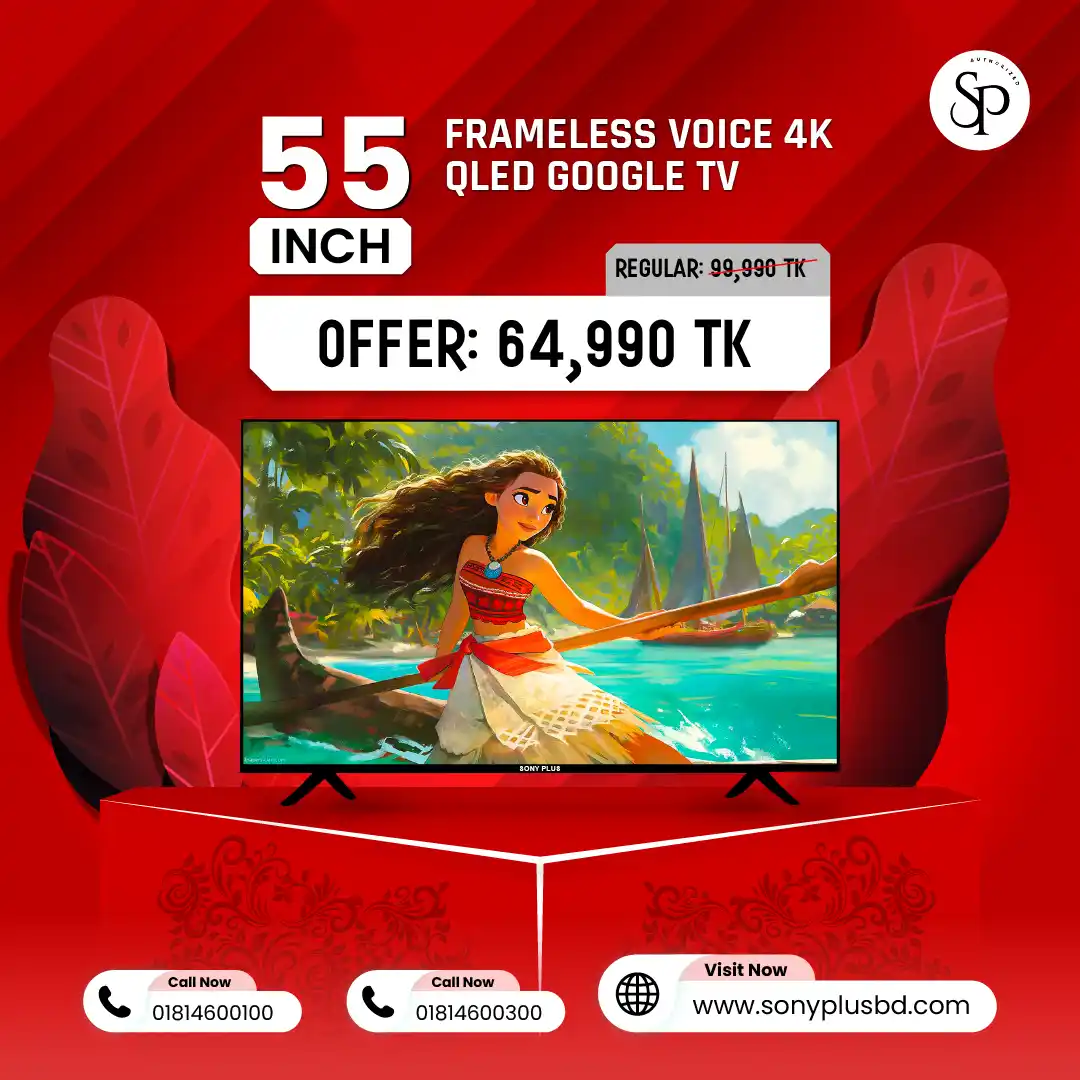 AUTHORIZED
SP
55
INCH
FRAMELESS VOICE 4K
QLED GOOGLE TV
REGULAR: 99,990 TK
OFFER: 64,990 TK
SONY PLUS
Call Now
01814600100
Call Now
01814600300
Visit Now
www.sonyplusbd.com